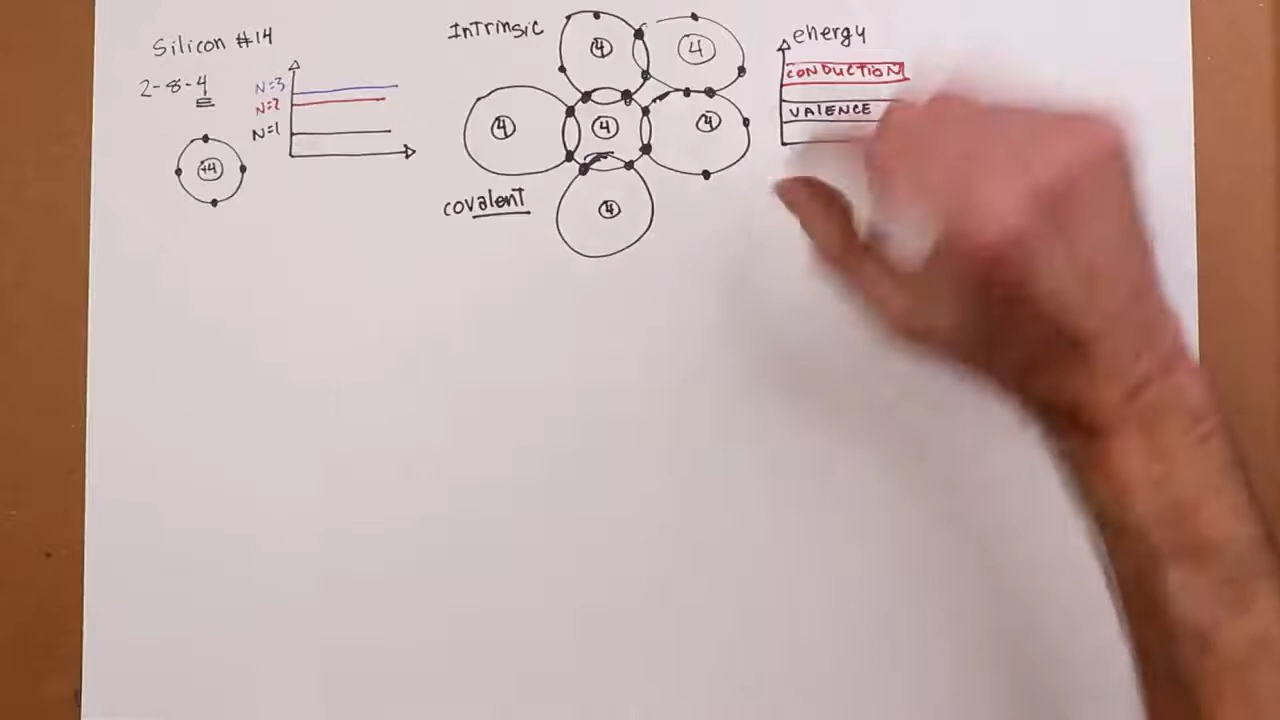 Silicon #14
2-8-4
+4
N=3
N=2
N=1
Intrinsic
4
4
4
4
4
4
covalent
energy
CONDUCTION
VALENCE